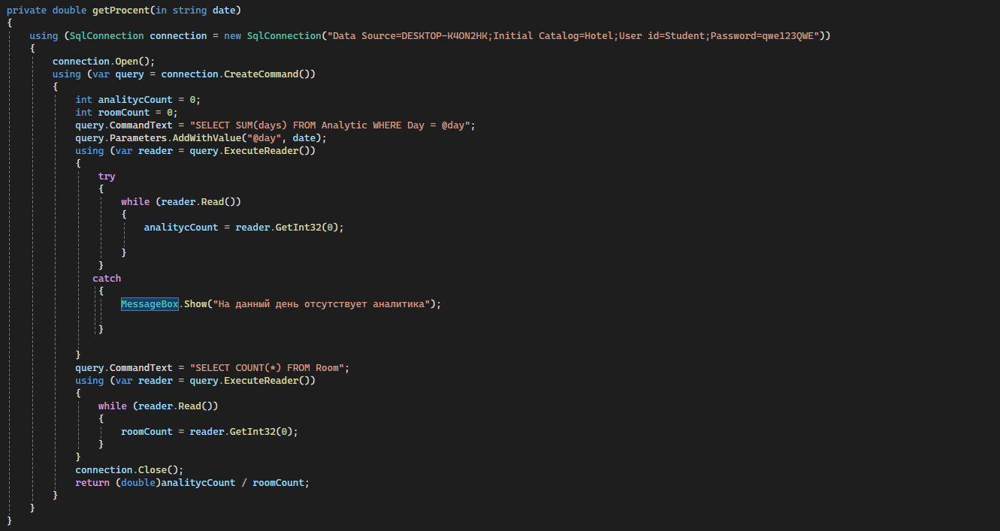 private double getProcent(in string date)
{
using (SqlConnection connection = new SqlConnection("Data Source=DESKTOP-K4ON2HK;Initial Catalog=Hotel;User id=Student;Password=qwe123QWE"))
{
connection.Open();
using (var query = connection.CreateCommand())
{
int analitycCount = 0;
int roomCount = 0;
query.CommandText = "SELECT SUM(days) FROM Analytic WHERE Day = @day";
query.Parameters.AddWithValue("@day", date);
using (var reader = query.ExecuteReader())
{
try
{
while (reader.Read())
{
analitycCount = reader.GetInt32(0);
}
}
catch
{
MessageBox.Show("На данный день отсутствует аналитика");
}
}
query.CommandText = "SELECT COUNT(*) FROM Room";
using (var reader = query.ExecuteReader())
{
while (reader.Read())
{
roomCount = reader.GetInt32(0);
}
}
connection.Close();
return (double)analitycCount / roomCount;
}
}
}